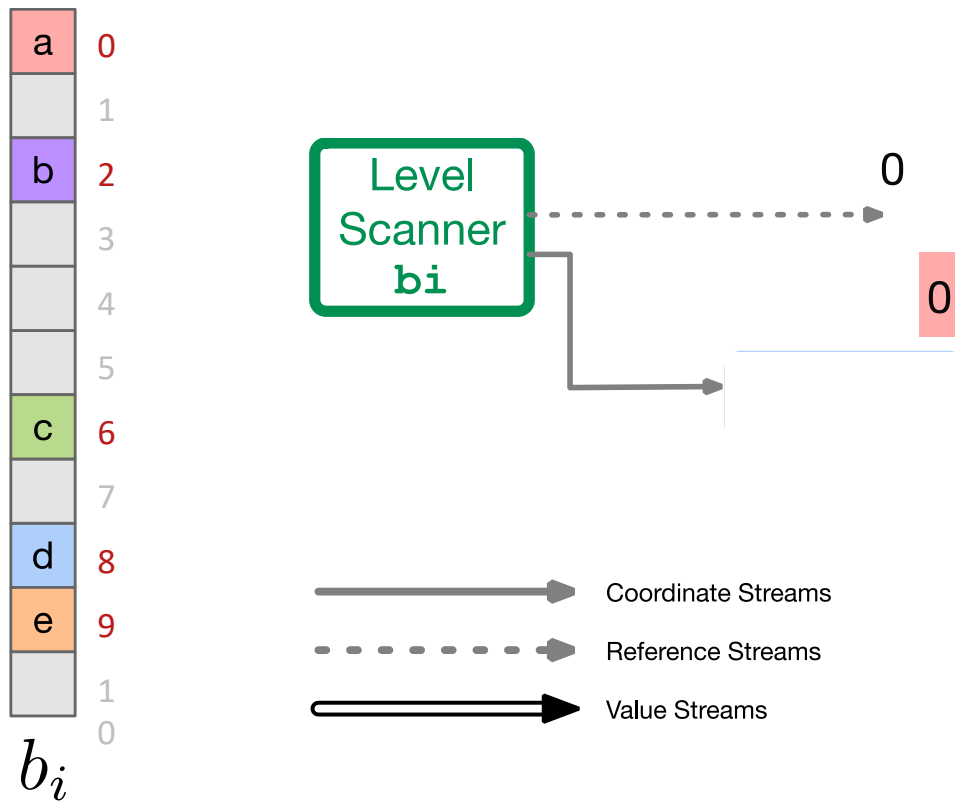 a 0
1
b 2
3
4
5
c 6
7
d 8
e 9
1
0
b_i
Level
Scanner
bi
0
0
Coordinate Streams
Reference Streams
Value Streams